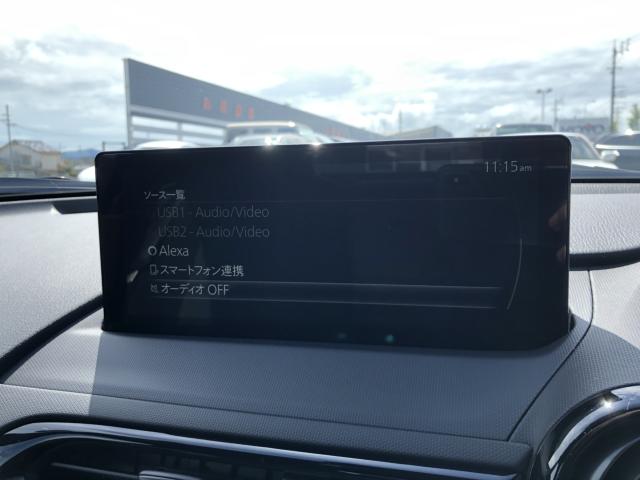 11:15am
ソース一覧
USB1 - Audio/Video
USB2 - Audio/Video
Alexa
スマートフォン連携
オーディオ OFF